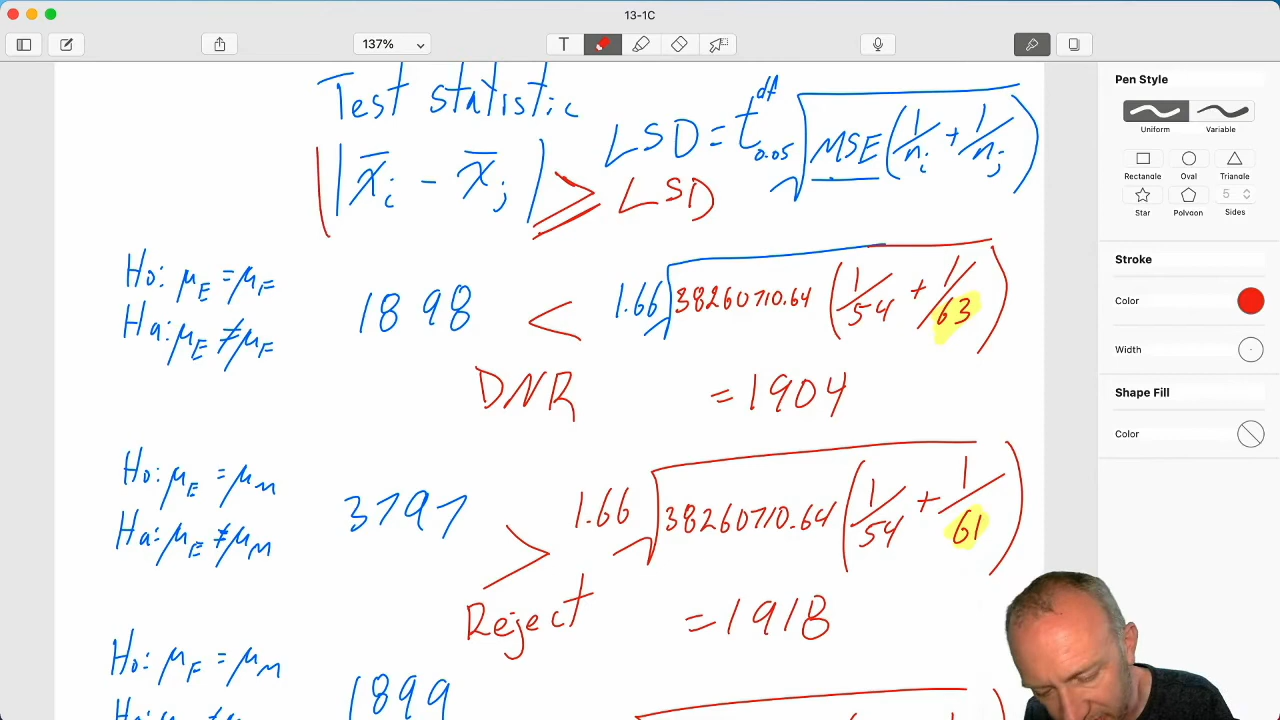 13-1C
137%
T
Pen Style
Uniform Variable
Rectangle Oval Triangle
Star Polygon 5 Sides
Stroke
Color
Width
Shape Fill
Color
Test statistic
|x̄i - x̄j| ≥ LSD
LSD = t 0.05 df √MSE(1/ni + 1/nj)
Ho: μE = μF
Ha: μE ≠ μF
1898 < 1.66 √38260710.64 (1/54 + 1/63)
DNR = 1904
Ho: μE = μM
Ha: μE ≠ μM
3797 > 1.66 √38260710.64 (1/54 + 1/61)
Reject = 1918
Ho: μF = μM
1899